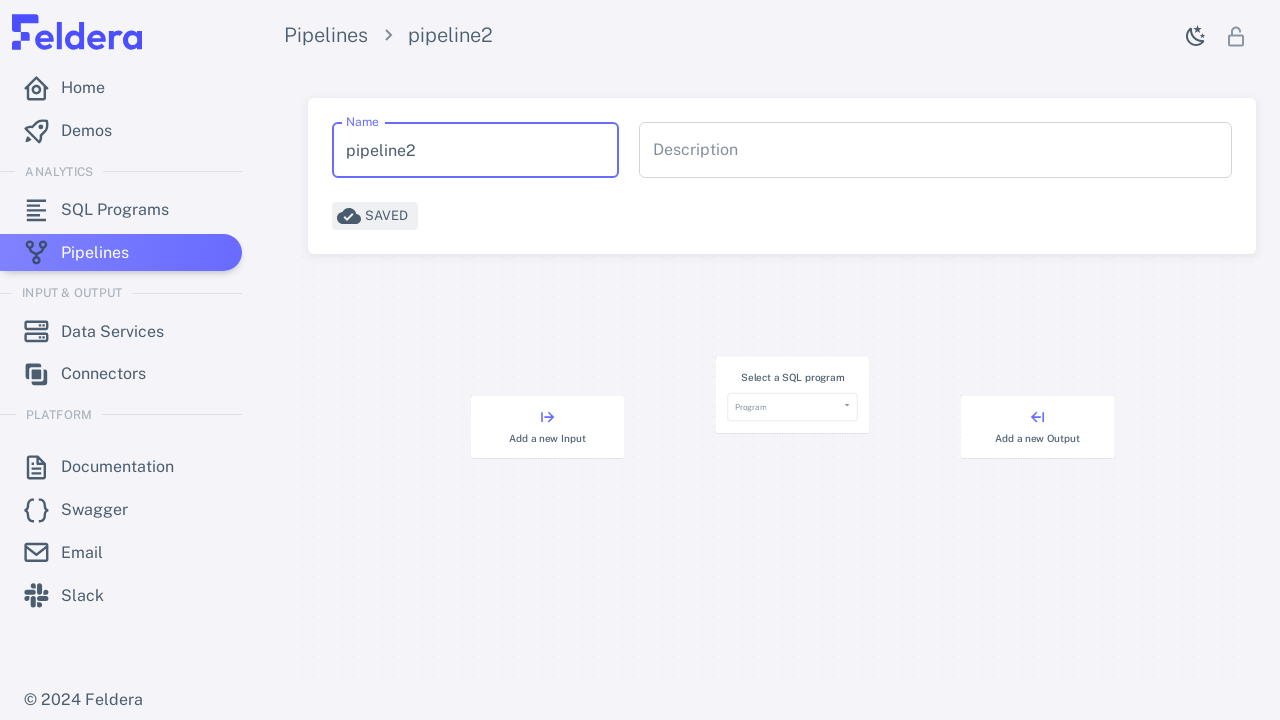 Feldera
Pipelines
pipeline2
Home
Demos
ANALYTICS
SQL Programs
Pipelines
INPUT & OUTPUT
Data Services
Connectors
PLATFORM
Documentation
Swagger
Email
Slack
© 2024 Feldera
Name
pipeline2
Description
SAVED
Select a SQL program
Program
Add a new Input
Add a new Output